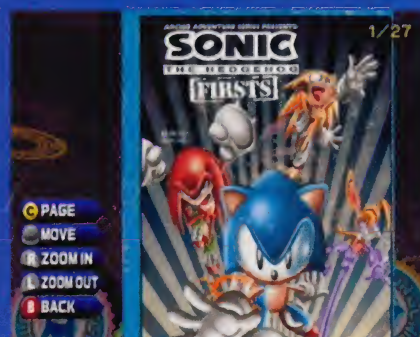 ARCHIE ADVENTURE SERIES PRESENTS:
1/27
SONIC
THE HEDGEHOG
FIRSTS
C PAGE
MOVE
R ZOOM IN
L ZOOM OUT
B BACK